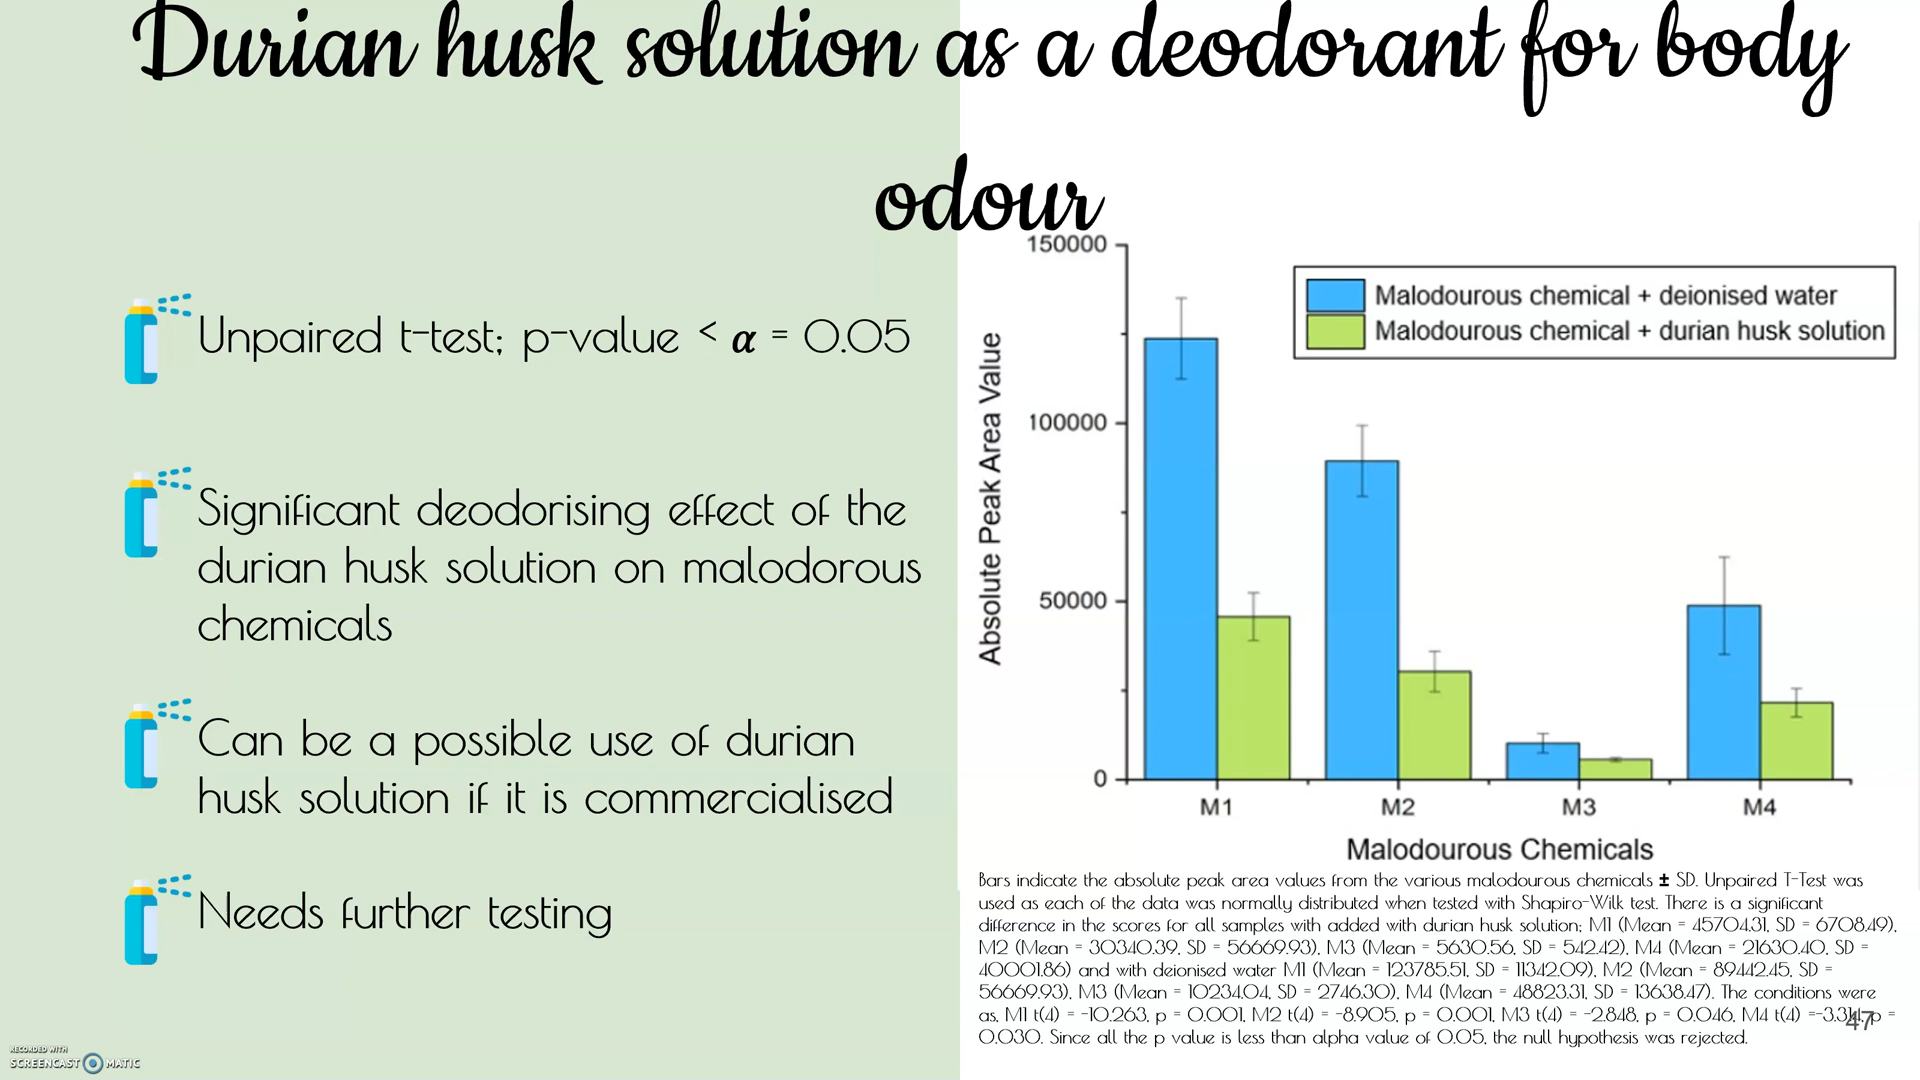 Durian husk solution as a deodorant for body
odour
Unpaired t-test; p-value < α = 0.05
Significant deodorising effect of the
durian husk solution on malodorous
chemicals
Can be a possible use of durian
husk solution if it is commercialised
Needs further testing
150000
100000
50000
0
Absolute Peak Area Value
Malodourous chemical + deionised water
Malodourous chemical + durian husk solution
M1 M2 M3 M4
Malodourous Chemicals
Bars indicate the absolute peak area values from the various malodourous chemicals ± SD. Unpaired T-Test was
used as each of the data was normally distributed when tested with Shapiro-Wilk test. There is a significant
difference in the scores for all samples with added with durian husk solution; M1 (Mean = 45704.31, SD = 6708.49),
M2 (Mean = 30340.39, SD = 56669.93), M3 (Mean = 5630.56, SD = 542.42), M4 (Mean = 21630.40, SD =
40001.86) and with deionised water M1 (Mean = 123785.51, SD = 11342.09), M2 (Mean = 89442.45, SD =
56669.93), M3 (Mean = 10234.04, SD = 2746.30), M4 (Mean = 48823.31, SD = 13638.47). The conditions were
as, M1 t(4) = -10.263, p = 0.001, M2 t(4) = -8.905, p = 0.001, M3 t(4) = -2.848, p = 0.046, M4 t(4) =-3.314, p =
0.030. Since all the p value is less than alpha value of 0.05, the null hypothesis was rejected.
47
RECORDED WITH
SCREENCAST MATIC